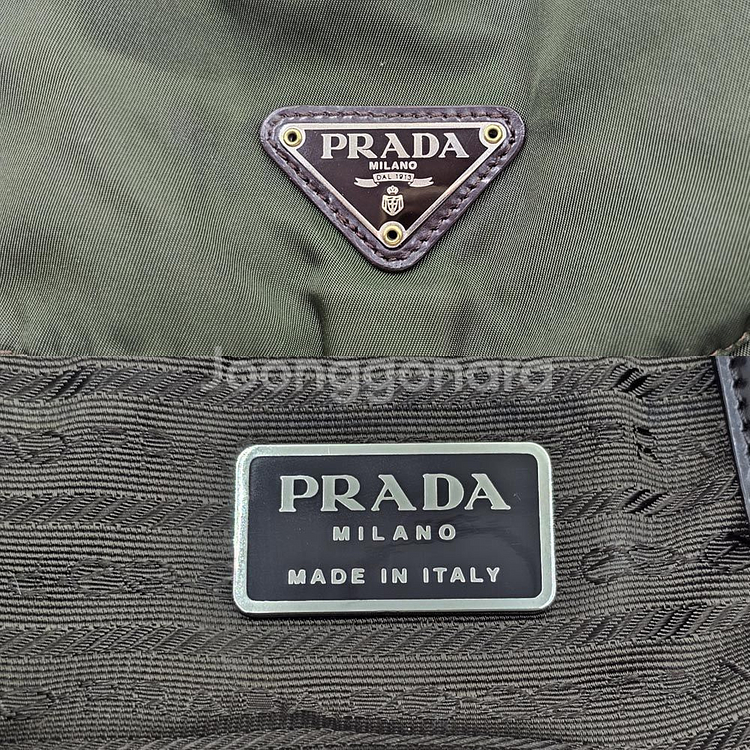 PRADA
MILANO
DAL 1913
Joonggonara
PRADA
MILANO
MADE IN ITALY